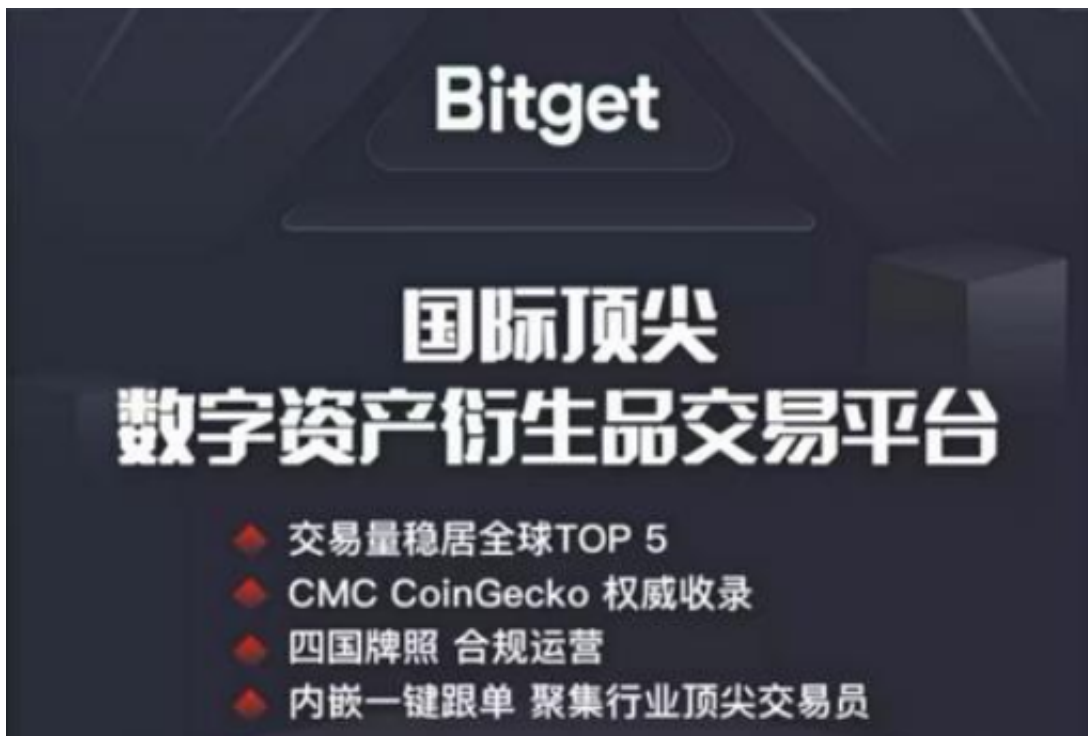 Bitget
国际顶尖
数字资产衍生品交易平台
交易量稳居全球TOP 5
CMC CoinGecko 权威收录
四国牌照 合规运营
内嵌一键跟单 聚集行业顶尖交易员